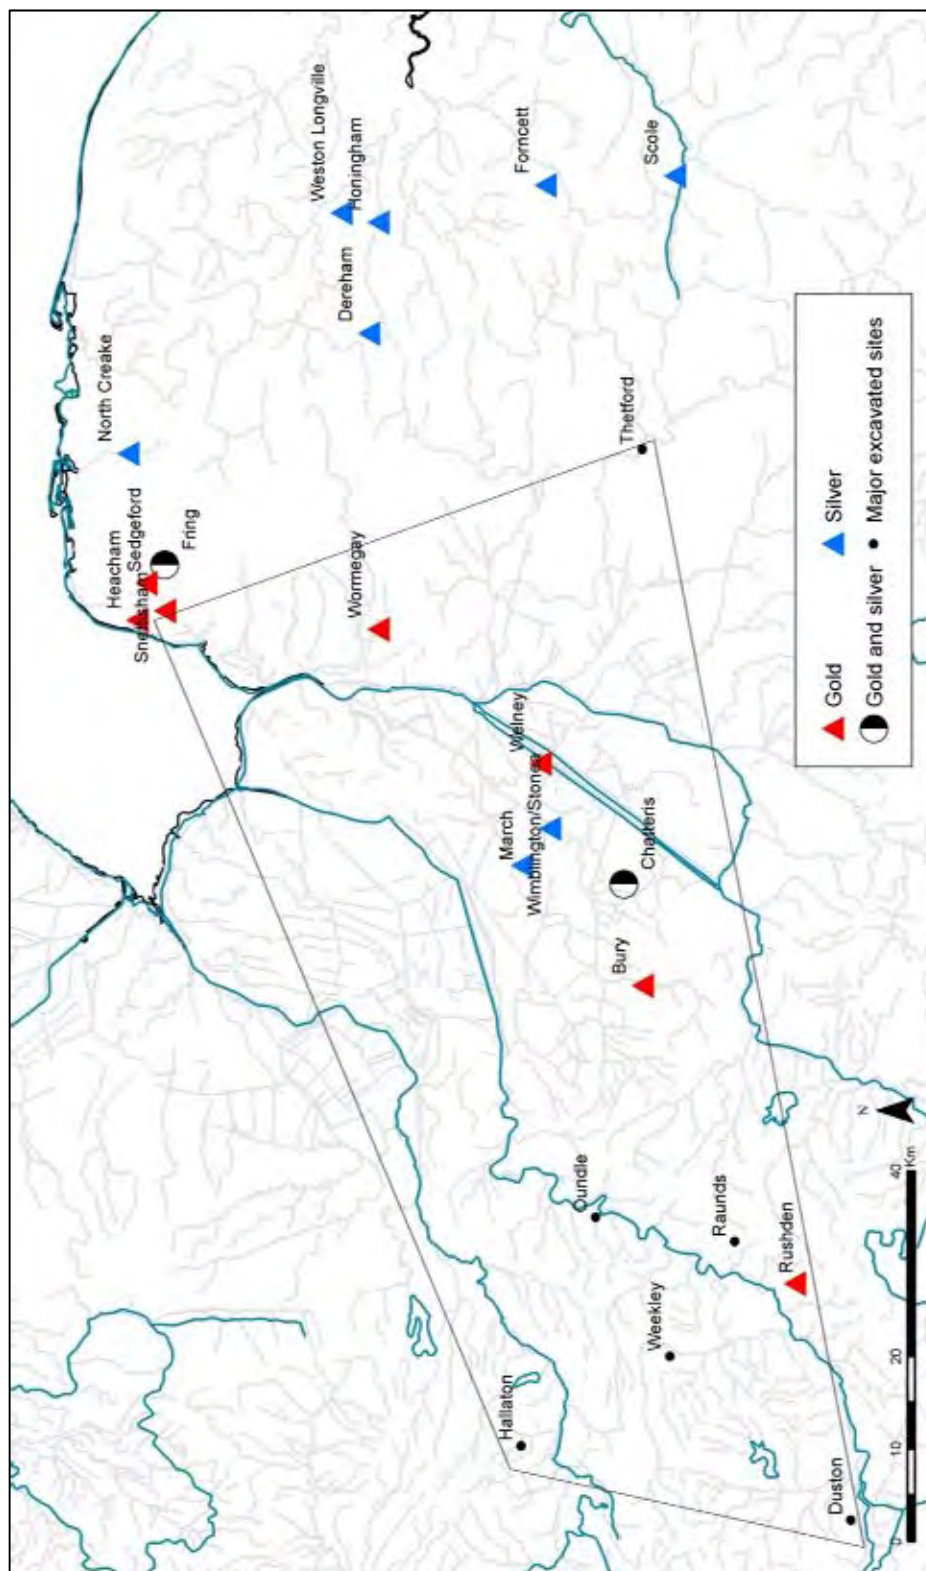 Weston Longville
Honingham
Forncett
Scole
Dereham
North Creake
Thetford
Heacham
Sedgeford
Snettisham
Fring
Wormegay
Welney
March
Wimblington/Stonea
Chatteris
Bury
Oundle
Raunds
Rushden
Weekley
Hallaton
Duston
Gold
Silver
Gold and silver
Major excavated sites
N
0
10
20
40
Km